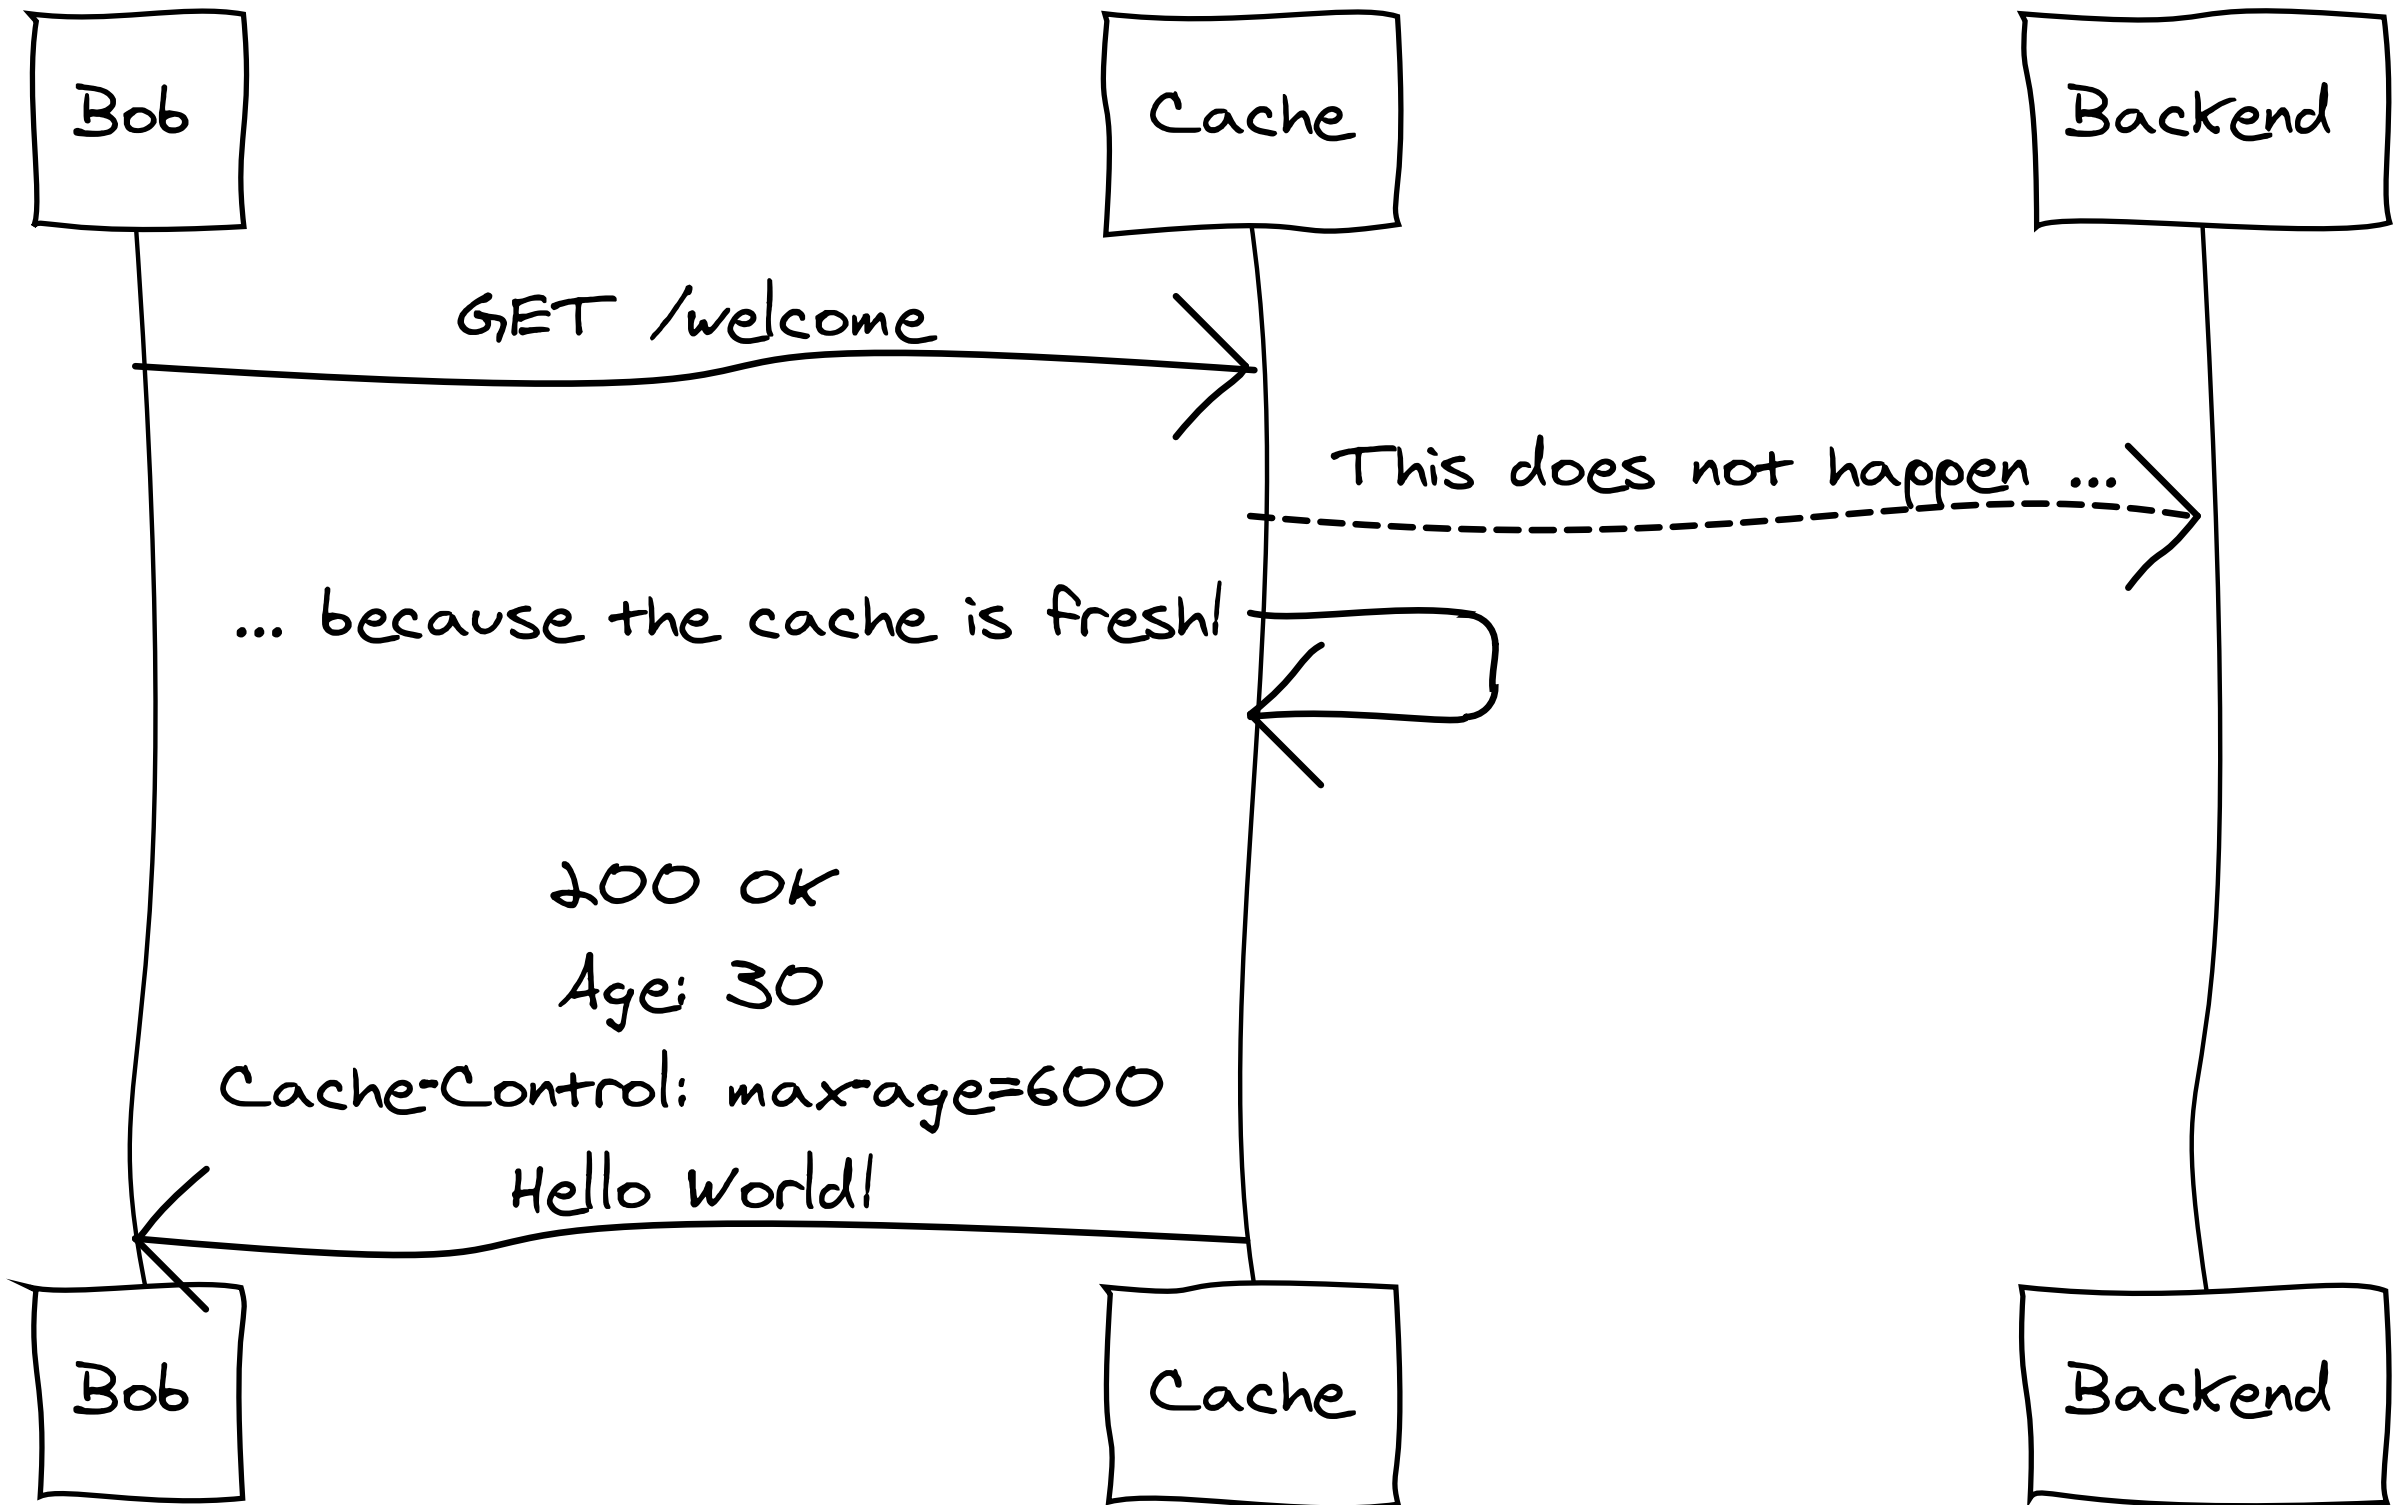 Bob
Cache
Backend
GET /welcome
This does not happen ...
... because the cache is fresh!
200 OK
Age: 30
Cache-Control: max-age=600
Hello World!
Bob
Cache
Backend